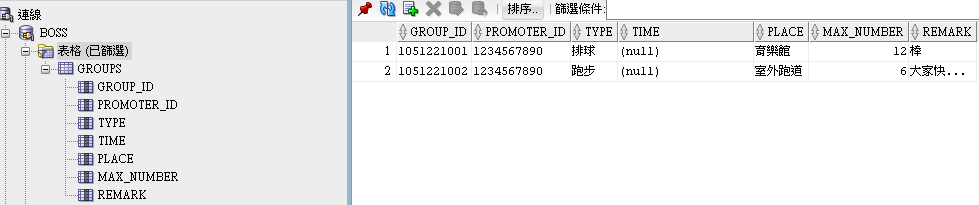 連線
BOSS
表格 (已篩選)
GROUPS
GROUP_ID
PROMOTER_ID
TYPE
TIME
PLACE
MAX_NUMBER
REMARK
排序.. 篩選條件:
GROUP_ID PROMOTER_ID TYPE TIME PLACE MAX_NUMBER REMARK
1 1051221001 1234567890 排球 (null) 育樂館 12 棒
2 1051221002 1234567890 跑步 (null) 室外跑道 6 大家快...